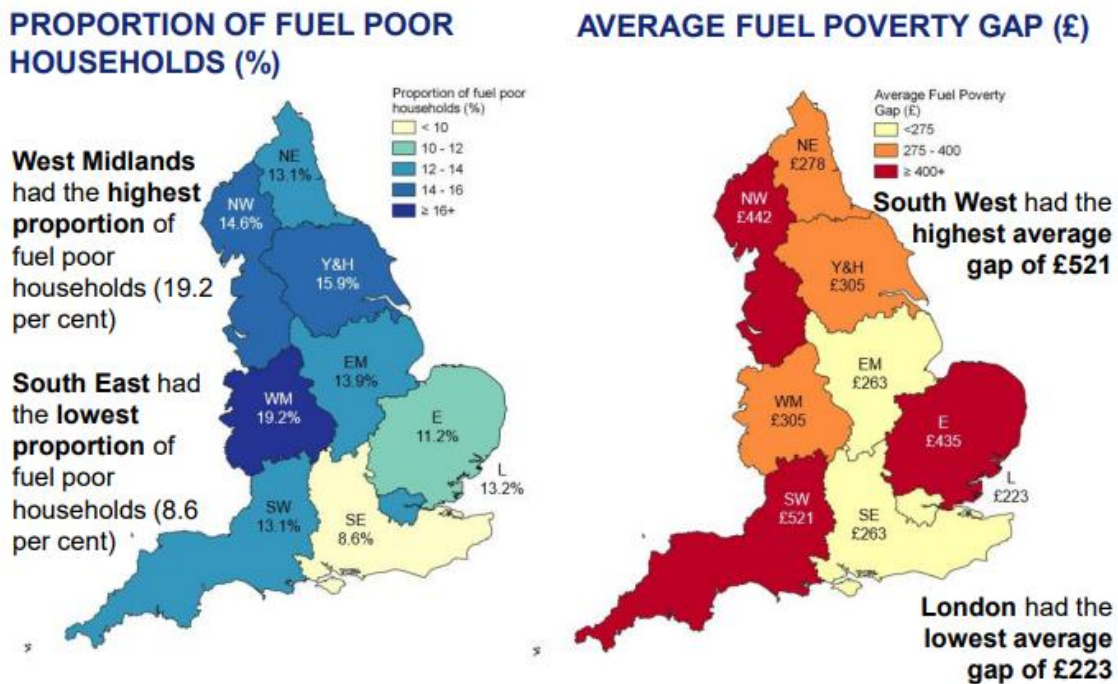 PROPORTION OF FUEL POOR
HOUSEHOLDS (%)
Proportion of fuel poor
households (%)
< 10
10 - 12
12 - 14
14 - 16
≥ 16+
West Midlands
had the highest
proportion of
fuel poor
households (19.2
per cent)
South East had
the lowest
proportion of
fuel poor
households (8.6
per cent)
NE
13.1%
NW
14.6%
Y&H
15.9%
EM
13.9%
WM
19.2%
E
11.2%
L
13.2%
SW
13.1%
SE
8.6%
AVERAGE FUEL POVERTY GAP (£)
Average Fuel Poverty
Gap (£)
<275
275 - 400
≥ 400+
NE
£278
NW
£442
South West had the
highest average
gap of £521
Y&H
£305
EM
£263
WM
£305
E
£435
L
£223
SW
£521
SE
£263
London had the
lowest average
gap of £223